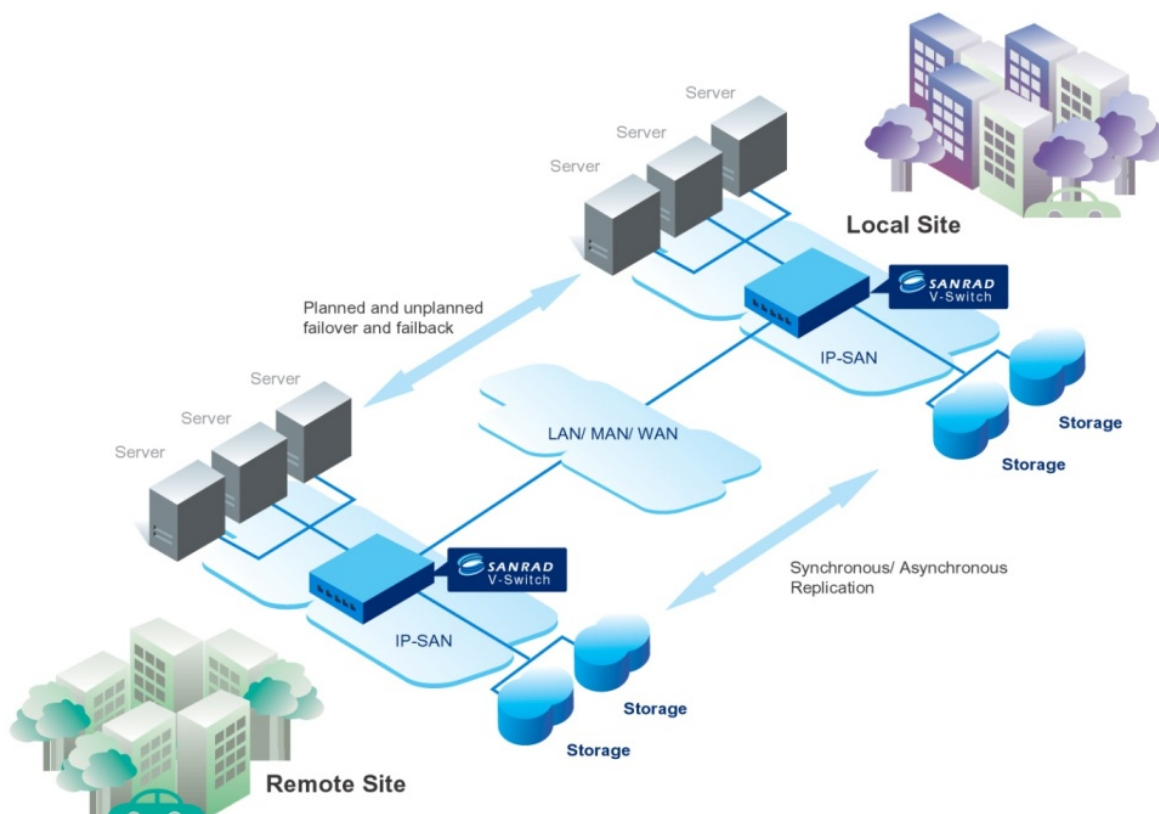 Server
Server
Server
Local Site
SANRAD
V-Switch
Planned and unplanned
failover and failback
IP-SAN
Server
Server
Server
LAN/ MAN/ WAN
Storage
Storage
SANRAD
V-Switch
Synchronous/ Asynchronous
Replication
IP-SAN
Storage
Storage
Remote Site